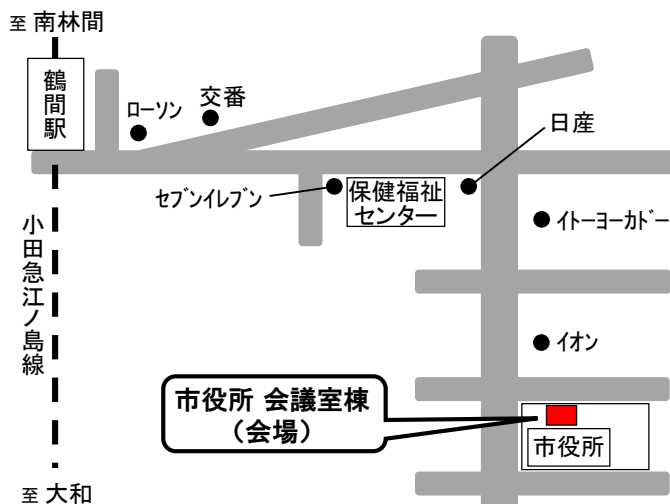 至 南林間
鶴間駅
ローソン
交番
日産
セブンイレブン
保健福祉
センター
イトーヨーカドー
小田急江ノ島線
イオン
市役所 会議室棟
（会場）
市役所
至 大和